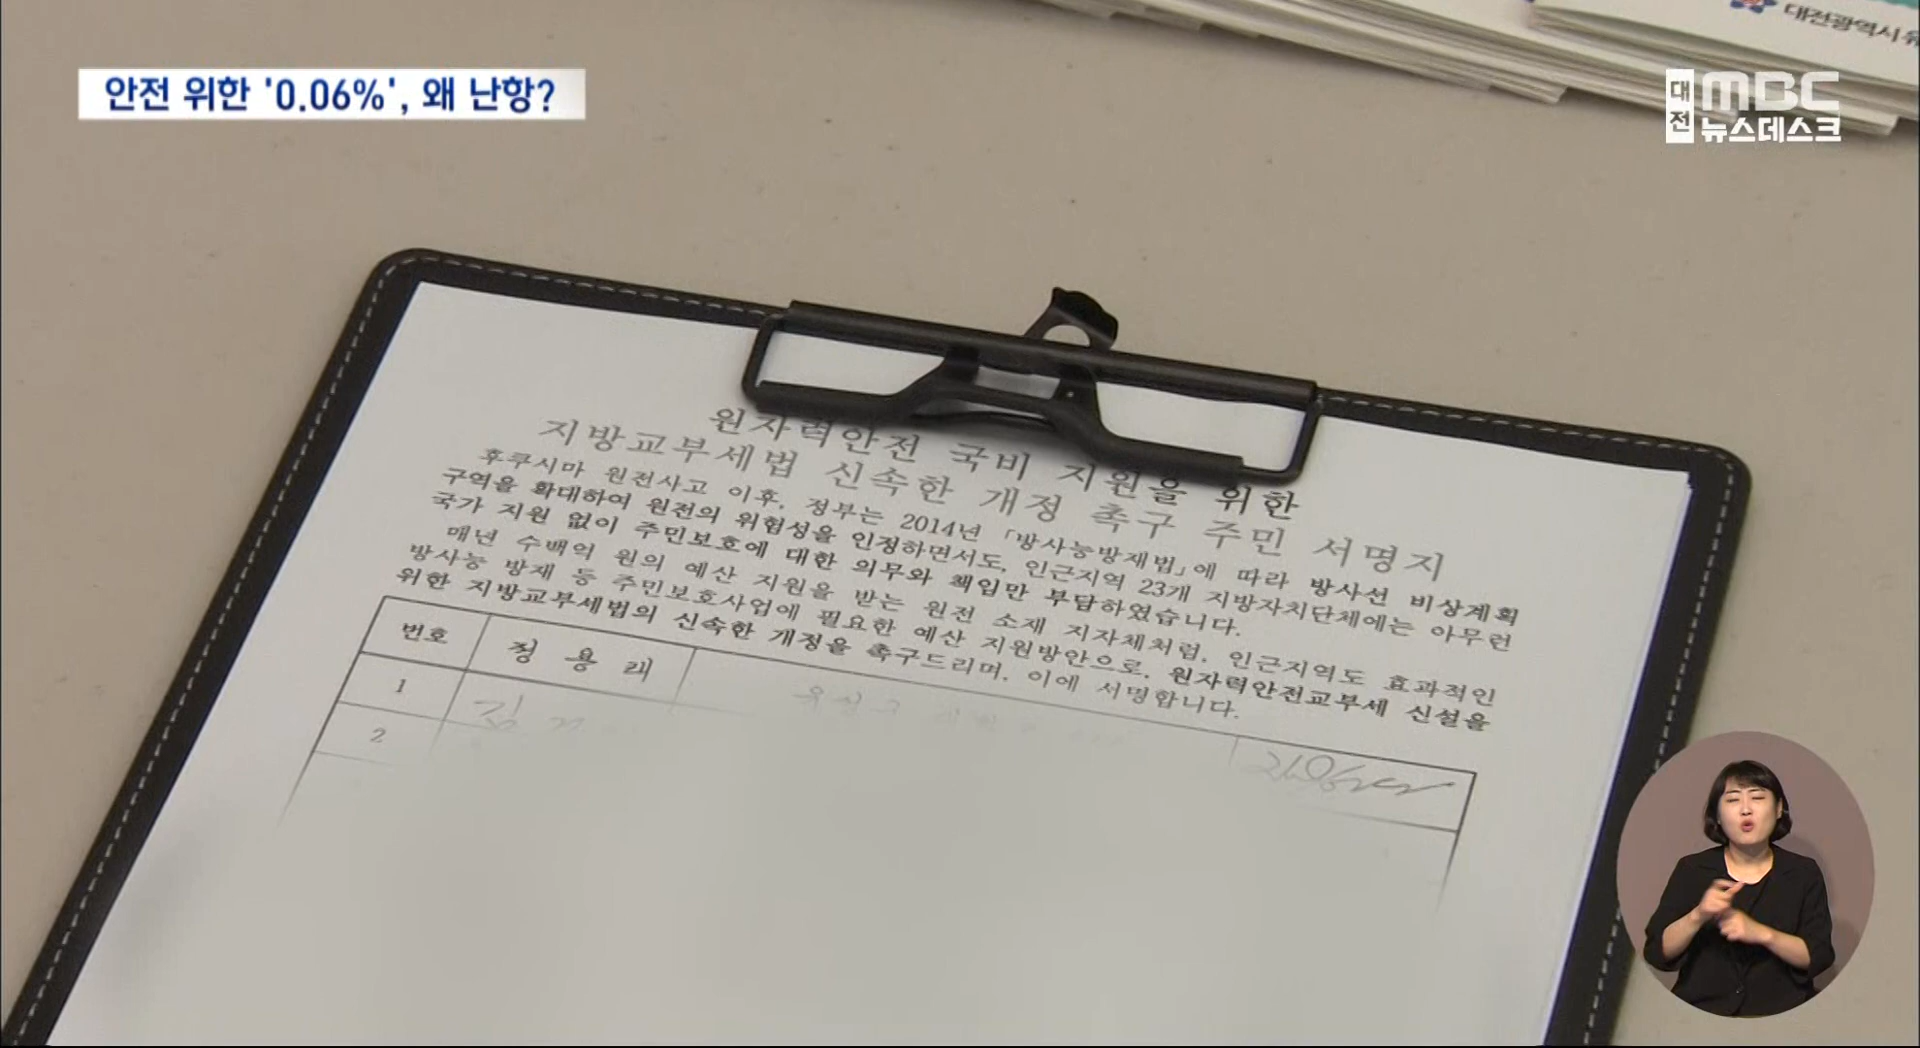 대전광역시
안전 위한 '0.06%', 왜 난항?
대전
MBC
뉴스데스크
원자력안전 국비 지원을 위한
지방교부세법 신속한 개정 촉구 주민 서명지
후쿠시마 원전사고 이후, 정부는 2014년 「방사능방재법」에 따라 방사선 비상계획
구역을 확대하여 원전의 위험성을 인정하면서도, 인근지역 23개 지방자치단체에는 아무런
국가 지원 없이 주민보호에 대한 의무와 책임만 부담하였습니다.
매년 수백억 원의 예산 지원을 받는 원전 소재 지자체처럼, 인근지역도 효과적인
방사능 방재 등 주민보호사업에 필요한 예산 지원방안으로, 원자력안전교부세 신설을
위한 지방교부세법의 신속한 개정을 촉구드리며, 이에 서명합니다.
번호 정 용 래
1 김
2